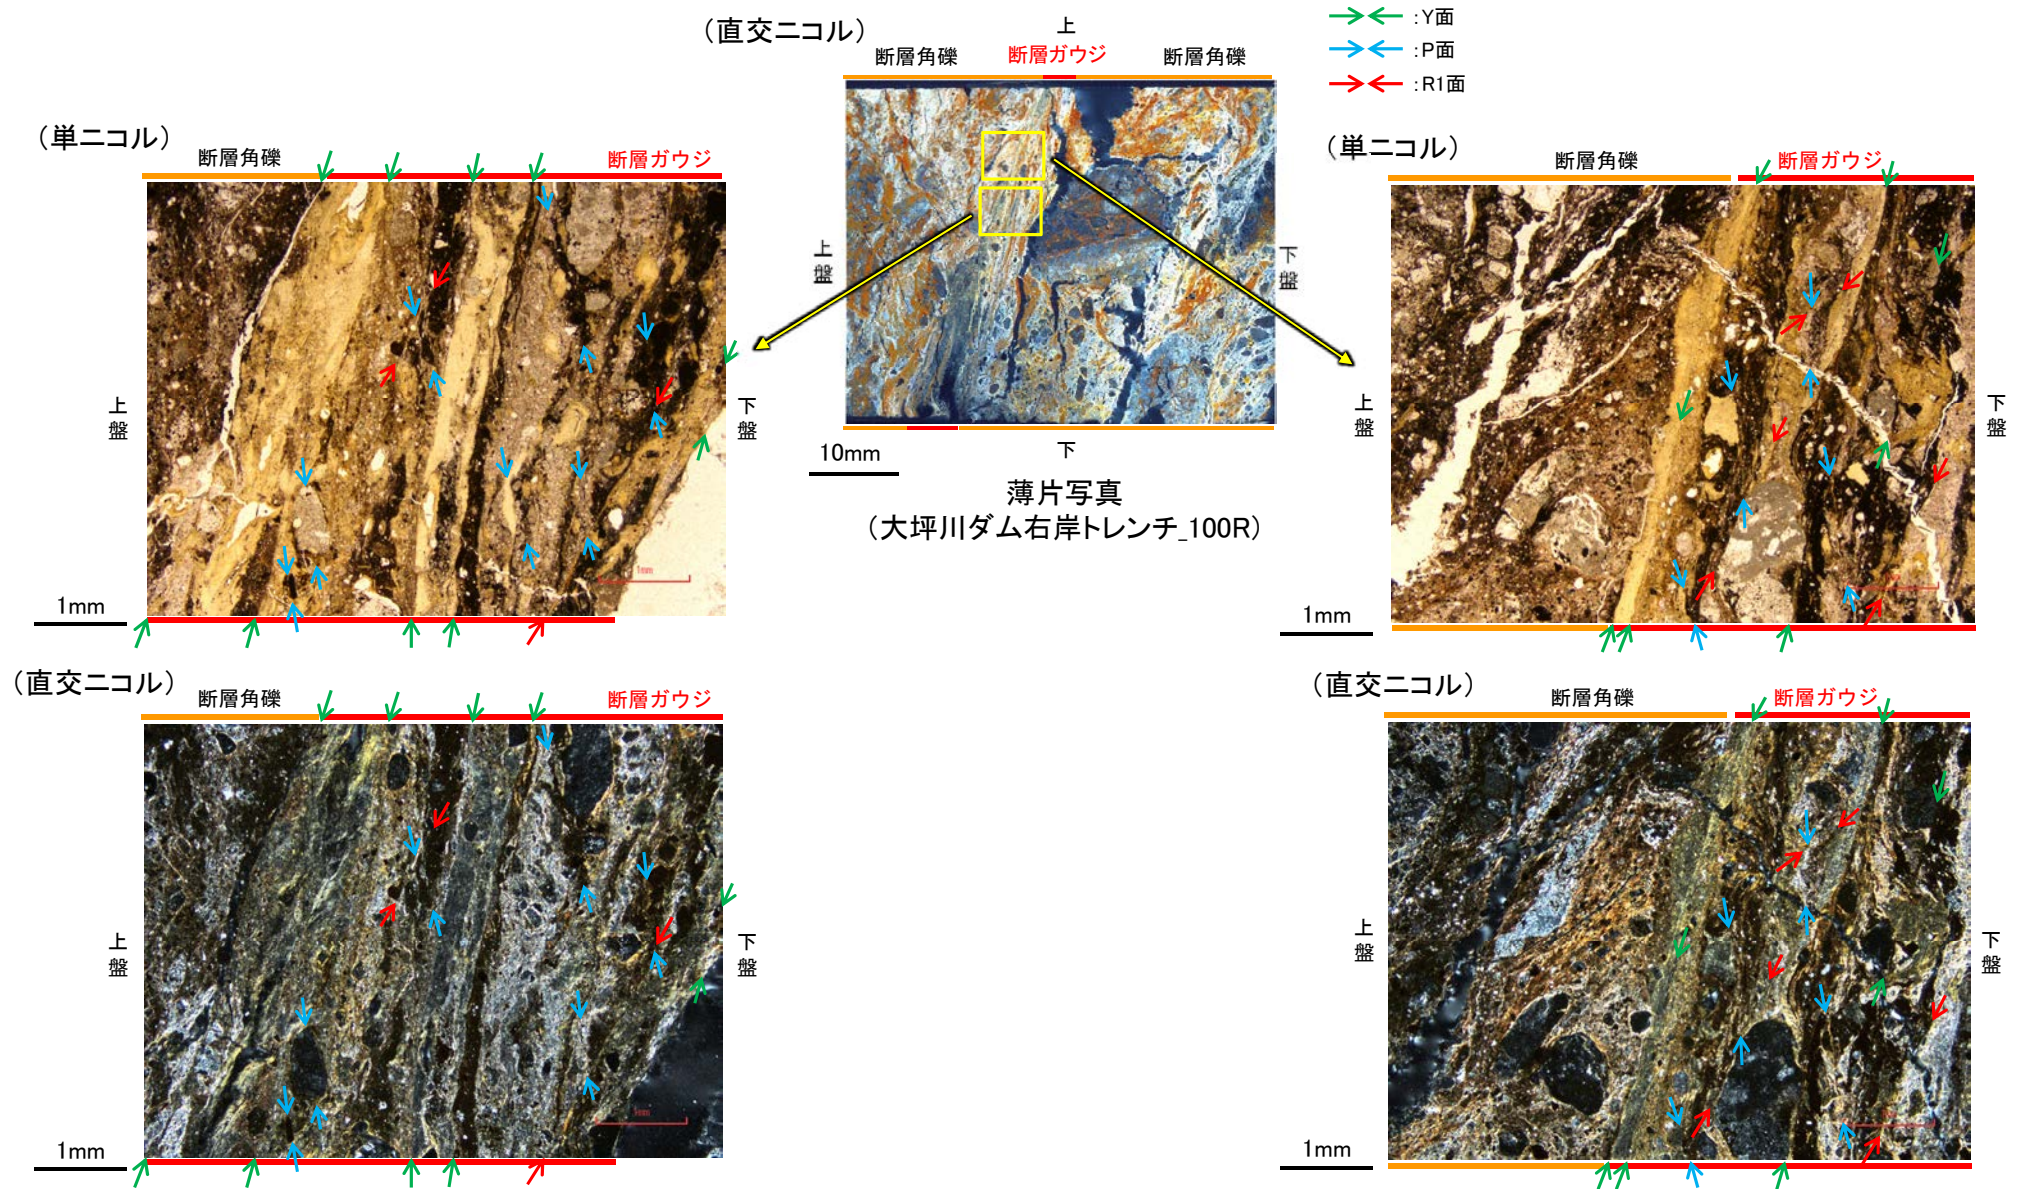 (直交ニコル)
上
断層角礫 断層ガウジ 断層角礫
:Y面
:P面
:R1面
上盤
下盤
10mm
下
薄片写真
(大坪川ダム右岸トレンチ_100R)
(単ニコル)
断層角礫 断層ガウジ
上盤
下盤
1mm
1mm
(単ニコル)
断層角礫 断層ガウジ
上盤
下盤
1mm
(直交ニコル)
断層角礫 断層ガウジ
上盤
下盤
1mm
(直交ニコル)
断層角礫 断層ガウジ
上盤
下盤
1mm